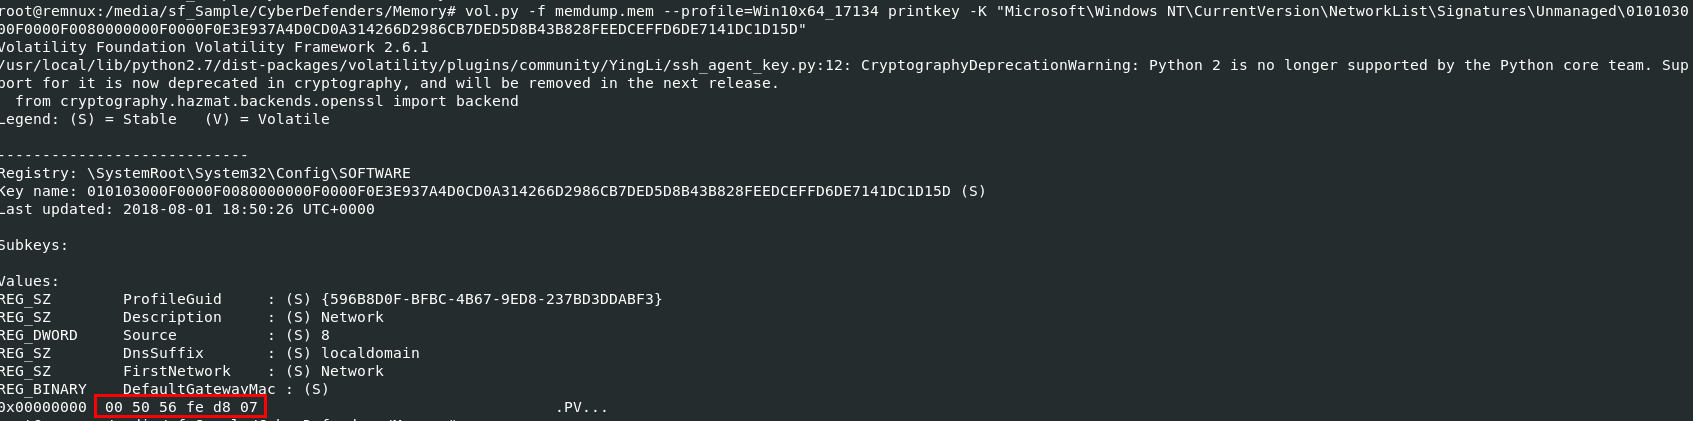 root@remnux:/media/sf_Sample/CyberDefenders/Memory# vol.py -f memdump.mem --profile=Win10x64_17134 printkey -K "Microsoft\Windows NT\CurrentVersion\NetworkList\Signatures\Unmanaged\0101030
00F0000F0080000000F0000F0E3E937A4D0CD0A314266D2986CB7DED5D8B43B828FEEDCEFFD6DE7141DC1D15D"
Volatility Foundation Volatility Framework 2.6.1
/usr/local/lib/python2.7/dist-packages/volatility/plugins/community/YingLi/ssh_agent_key.py:12: CryptographyDeprecationWarning: Python 2 is no longer supported by the Python core team. Sup
port for it is now deprecated in cryptography, and will be removed in the next release.
  from cryptography.hazmat.backends.openssl import backend
Legend: (S) = Stable   (V) = Volatile
----------------------------
Registry: \SystemRoot\System32\Config\SOFTWARE
Key name: 010103000F0000F0080000000F0000F0E3E937A4D0CD0A314266D2986CB7DED5D8B43B828FEEDCEFFD6DE7141DC1D15D (S)
Last updated: 2018-08-01 18:50:26 UTC+0000
Subkeys:
Values:
REG_SZ        ProfileGuid     : (S) {596B8D0F-BFBC-4B67-9ED8-237BD3DDABF3}
REG_SZ        Description     : (S) Network
REG_DWORD     Source          : (S) 8
REG_SZ        DnsSuffix       : (S) localdomain
REG_SZ        FirstNetwork    : (S) Network
REG_BINARY    DefaultGatewayMac : (S)
0x00000000  00 50 56 fe d8 07                                 .PV...